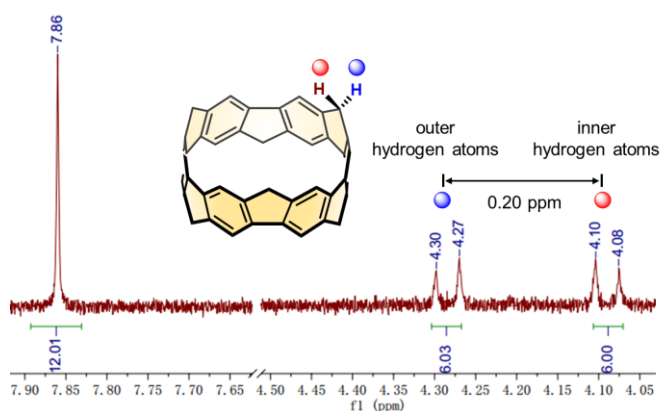 7.86
H H
outer
hydrogen atoms
inner
hydrogen atoms
0.20 ppm
4.30
4.27
4.10
4.08
12.01
6.03
6.00
7.90 7.85 7.80 7.75 7.70 7.65 4.50 4.45 4.40 4.35 4.30 4.25 4.20 4.15 4.10 4.05
f1 (ppm)